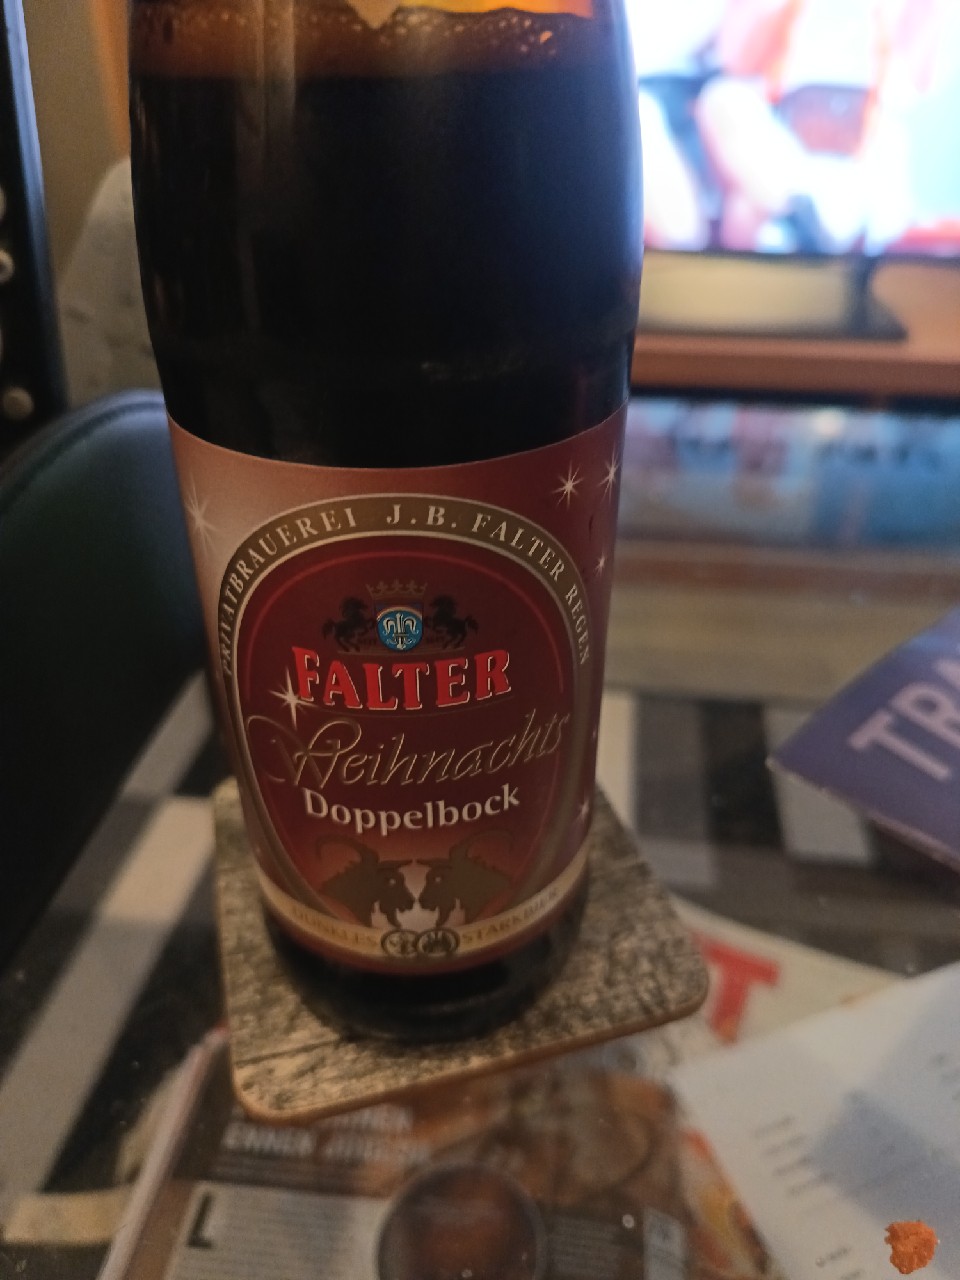 PRIVATBRAUEREI J.B. FALTER REGEN
FALTER
Weihnachts
Doppelbock
DUNKLES STARKBIER
TRA
T